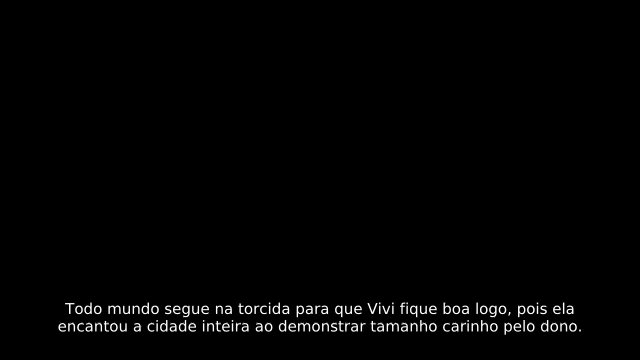 Todo mundo segue na torcida para que Vivi fique boa logo, pois ela
encantou a cidade inteira ao demonstrar tamanho carinho pelo dono.